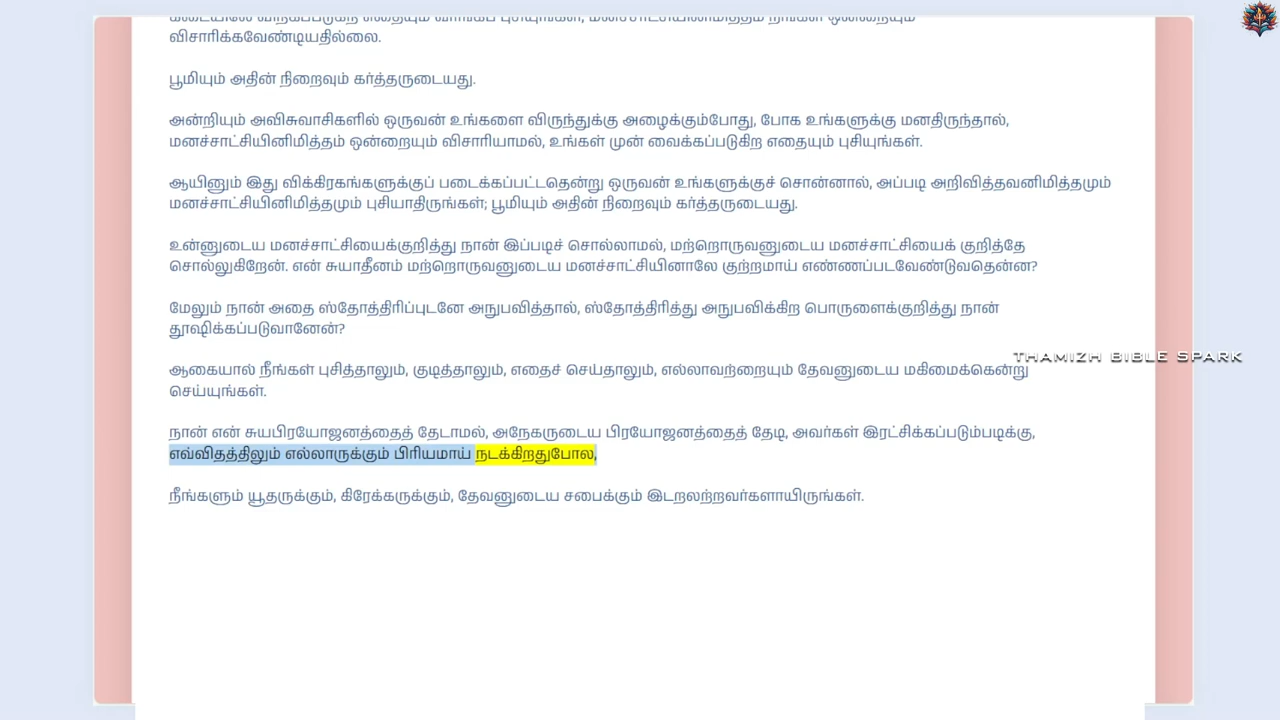 விசாரிக்கவேண்டியதில்லை.
பூமியும் அதின் நிறைவும் கர்த்தருடையது.
அன்றியும் அவிசுவாசிகளில் ஒருவன் உங்களை விருந்துக்கு அழைக்கும்போது, போக உங்களுக்கு மனதிருந்தால்,
மனச்சாட்சியினிமித்தம் ஒன்றையும் விசாரியாமல், உங்கள் முன் வைக்கப்படுகிற எதையும் புசியுங்கள்.
ஆயினும் இது விக்கிரகங்களுக்குப் படைக்கப்பட்டதென்று ஒருவன் உங்களுக்குச் சொன்னால், அப்படி அறிவித்தவனிமித்தமும்
மனச்சாட்சியினிமித்தமும் புசியாதிருங்கள்; பூமியும் அதின் நிறைவும் கர்த்தருடையது.
உன்னுடைய மனச்சாட்சியைக்குறித்து நான் இப்படிச் சொல்லாமல், மற்றொருவனுடைய மனச்சாட்சியைக் குறித்தே
சொல்லுகிறேன். என் சுயாதீனம் மற்றொருவனுடைய மனச்சாட்சியினாலே குற்றமாய் எண்ணப்படவேண்டுவதென்ன?
மேலும் நான் அதை ஸ்தோத்திரிப்புடனே அநுபவித்தால், ஸ்தோத்திரித்து அநுபவிக்கிற பொருளைக்குறித்து நான்
தூஷிக்கப்படுவானேன்?
THAMIZH BIBLE SPARK
ஆகையால் நீங்கள் புசித்தாலும், குடித்தாலும், எதைச் செய்தாலும், எல்லாவற்றையும் தேவனுடைய மகிமைக்கென்று
செய்யுங்கள்.
நான் என் சுயபிரயோஜனத்தைத் தேடாமல், அநேகருடைய பிரயோஜனத்தைத் தேடி, அவர்கள் இரட்சிக்கப்படும்படிக்கு,
எவ்விதத்திலும் எல்லாருக்கும் பிரியமாய் நடக்கிறதுபோல,
நீங்களும் யூதருக்கும், கிரேக்கருக்கும், தேவனுடைய சபைக்கும் இடறலற்றவர்களாயிருங்கள்.